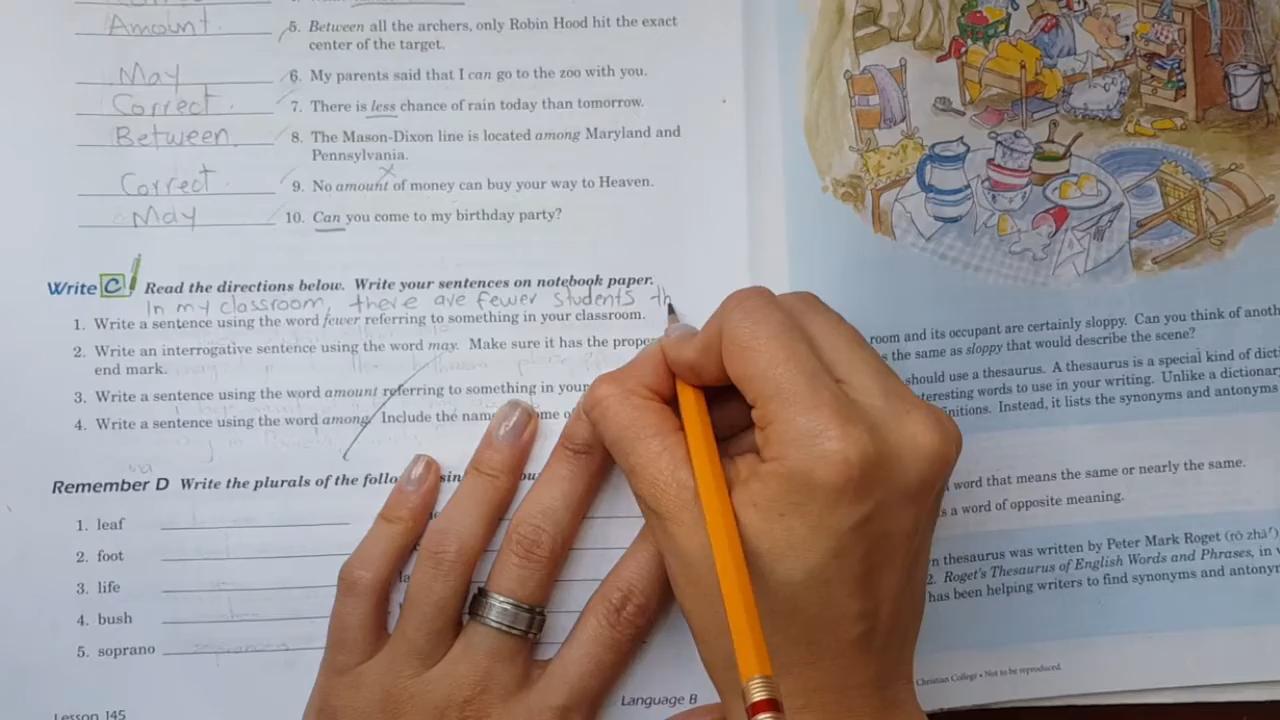 Amount. 5. Between all the archers, only Robin Hood hit the exact
center of the target.
May 6. My parents said that I can go to the zoo with you.
Correct. 7. There is less chance of rain today than tomorrow.
Between. 8. The Mason-Dixon line is located among Maryland and
Pennsylvania.
Correct. 9. No amount of money can buy your way to Heaven.
May 10. Can you come to my birthday party?
Write C Read the directions below. Write your sentences on notebook paper.
In my classroom, there are fewer students th
1. Write a sentence using the word fewer referring to something in your classroom.
2. Write an interrogative sentence using the word may. Make sure it has the
end mark.
3. Write a sentence using the word amount referring to something in
4. Write a sentence using the word among. Include the
Remember D Write the plurals of the
1. leaf
2. foot
3. life
4. bush
5. soprano
Language B
Lesson 145
room and its occupant are certainly sloppy. Can you think of
s the same as sloppy that would describe the scene?
should use a thesaurus. A thesaurus is a special kind of
words to use in your writing. Unlike a
Instead, it lists the synonyms and antonyms
word that means the same or nearly the same.
s a word of opposite meaning.
thesaurus was written by Peter Mark Roget (rō zhā′)
2. Roget's Thesaurus of English Words and Phrases, in
has been helping writers to find synonyms and
Christian College • Not to be reproduced.